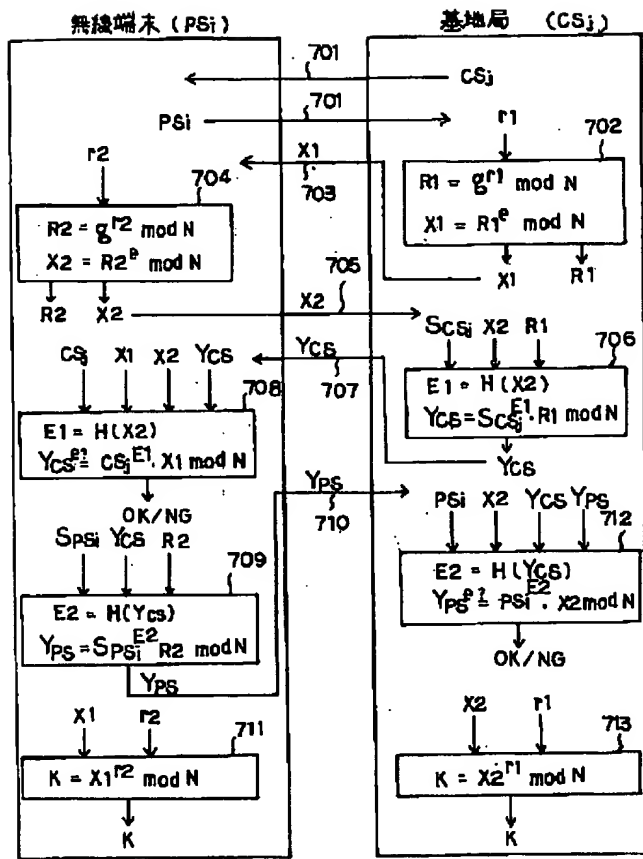 無線端末(PSi)
基地局 (CSj)
701
CSj
701
PSi
r1
r2
X1
703
702
R1 = g^r1 mod N
X1 = R1^e mod N
704
R2 = g^r2 mod N
X2 = R2^e mod N
X1 R1
R2 X2
X2
705
SCSj X2 R1
706
YCS
707
E1 = H(X2)
YCS = SCSj^E1 · R1 mod N
YCS
CSj X1 X2 YCS
708
E1 = H(X2)
YCS^e ?= CSj^E1 · X1 mod N
OK/NG
YPS
710
PSi X2 YCS YPS
712
E2 = H(YCS)
YPS^e ?= PSi^E2 · X2 mod N
OK/NG
SPSi YCS R2
709
E2 = H(YCS)
YPS = SPSi^E2 R2 mod N
YPS
X1 r2
711
K = X1^r2 mod N
K
X2 r1
713
K = X2^r1 mod N
K